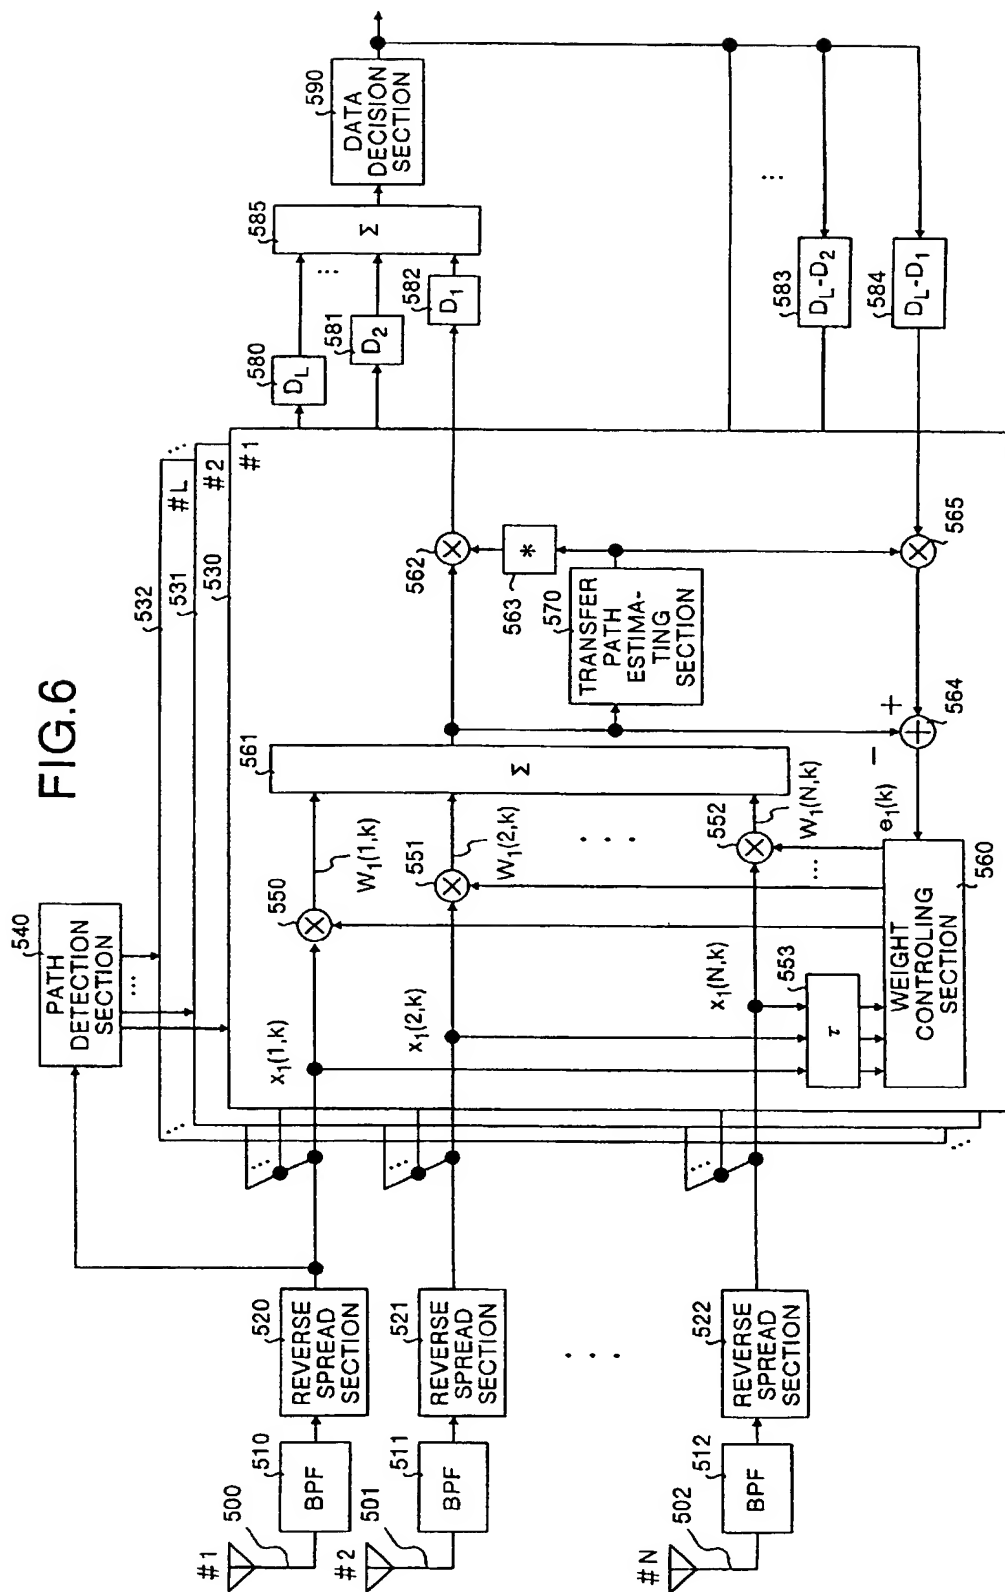 FIG.6
#1
500
510
BPF
520
REVERSE
SPREAD
SECTION
#2
501
511
BPF
521
REVERSE
SPREAD
SECTION
#N
502
512
BPF
522
REVERSE
SPREAD
SECTION
540
PATH
DETECTION
SECTION
532
531
530
#L
#2
#1
x₁(1,k)
x₁(2,k)
x₁(N,k)
550
W₁(1,k)
551
W₁(2,k)
552
W₁(N,k)
553
τ
560
WEIGHT
CONTROLING
SECTION
e₁(k)
561
Σ
562
563
*
570
TRANSFER
PATH
ESTIMA-
TING
SECTION
564
+
−
565
580
D_L
581
D₂
582
D₁
585
Σ
590
DATA
DECISION
SECTION
583
D_L-D₂
584
D_L-D₁